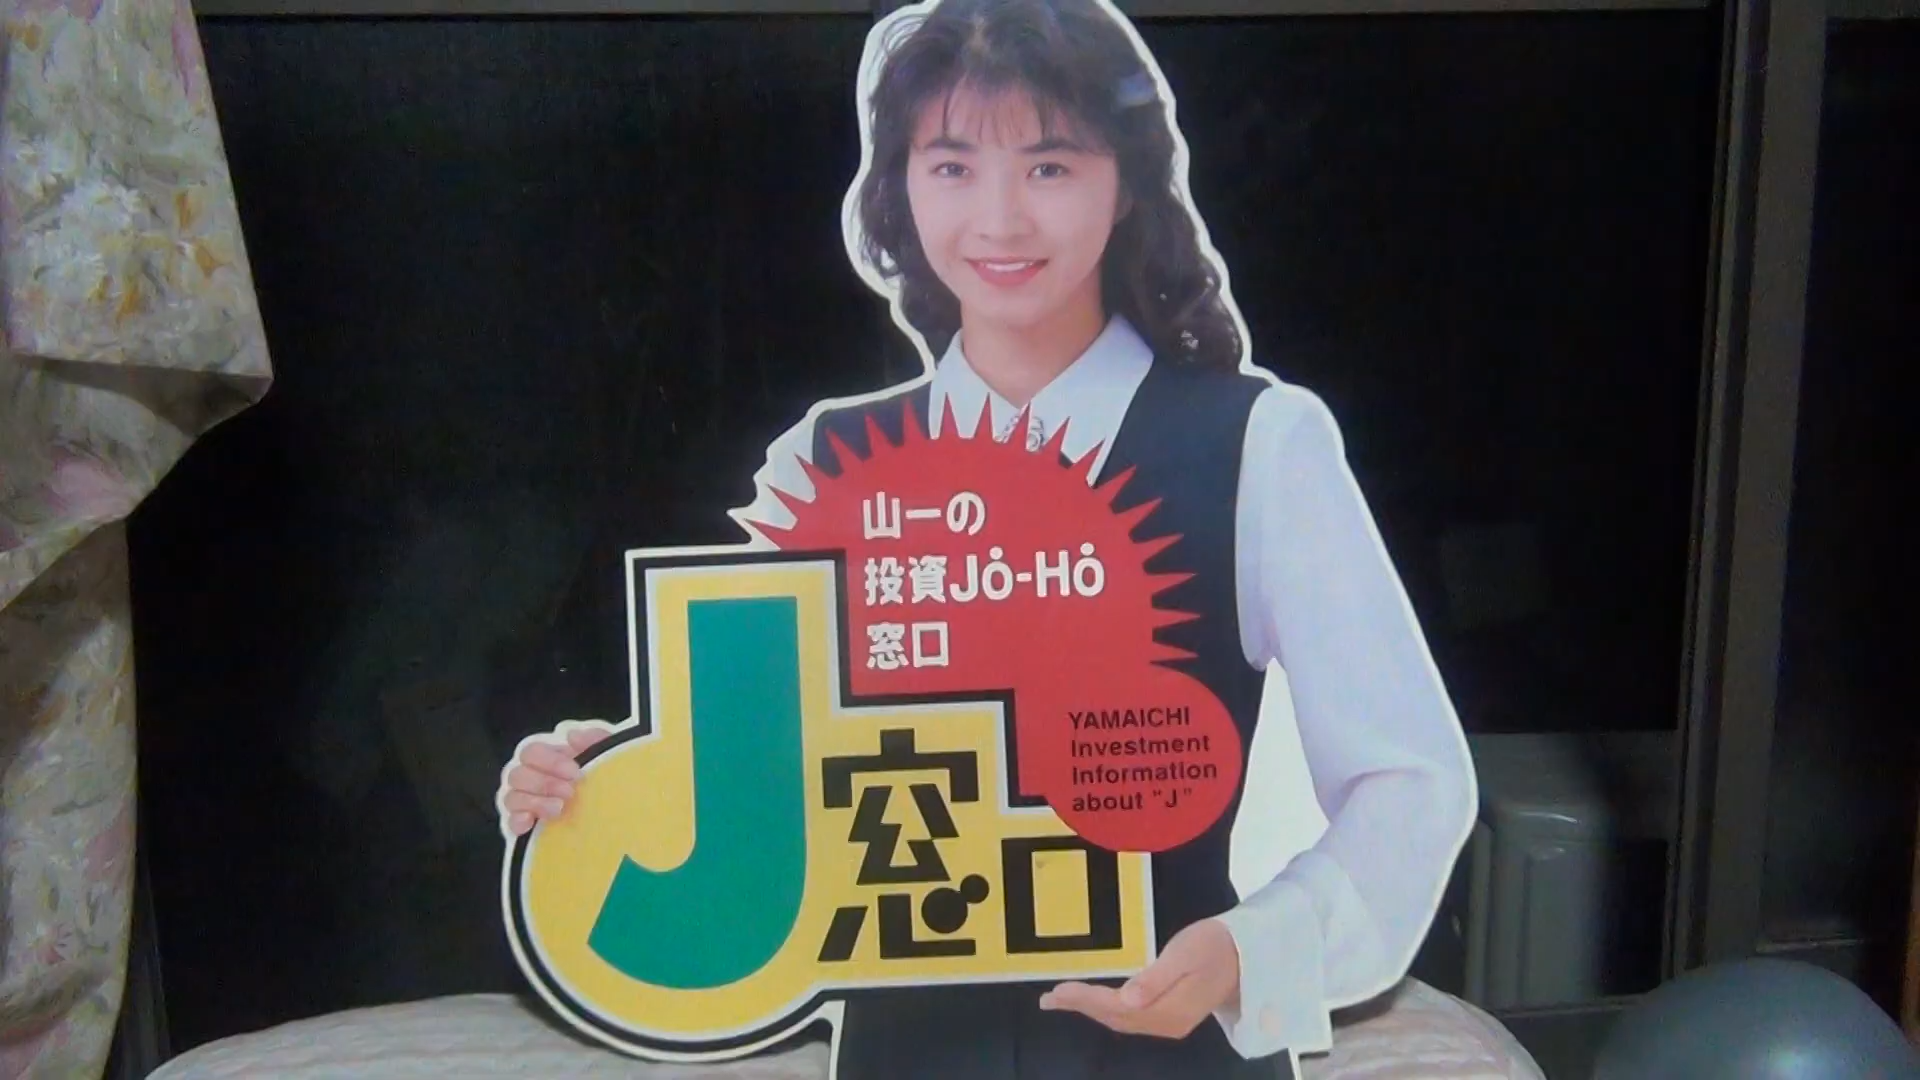 山一の
投資Jo-Ho
窓口
YAMAICHI
Investment
Information
about "J"
J窓口